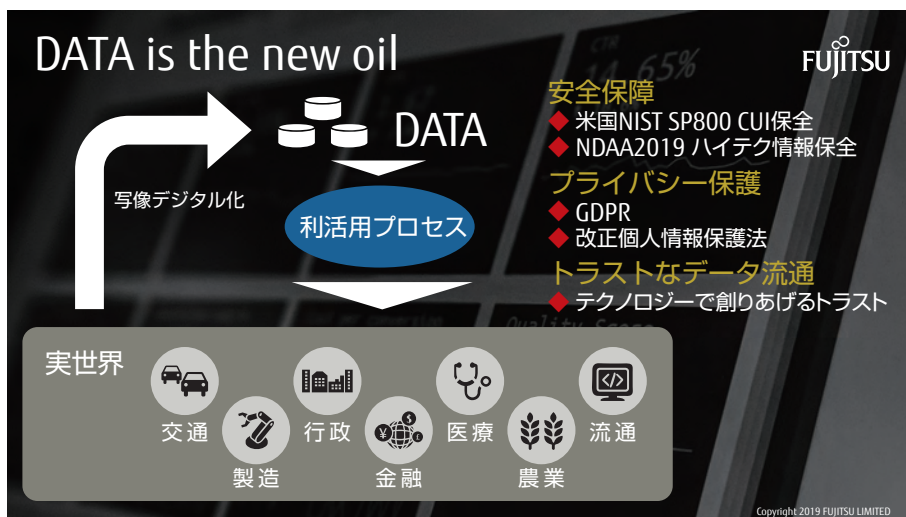 DATA is the new oil
FUJITSU
DATA
写像デジタル化
利活用プロセス
安全保障
米国NIST SP800 CUI保全
NDAA2019 ハイテク情報保全
プライバシー保護
GDPR
改正個人情報保護法
トラストなデータ流通
テクノロジーで創りあげるトラスト
CTR
14.65%
Quality Score
実世界
交通
製造
行政
金融
医療
農業
流通
Copyright 2019 FUJITSU LIMITED